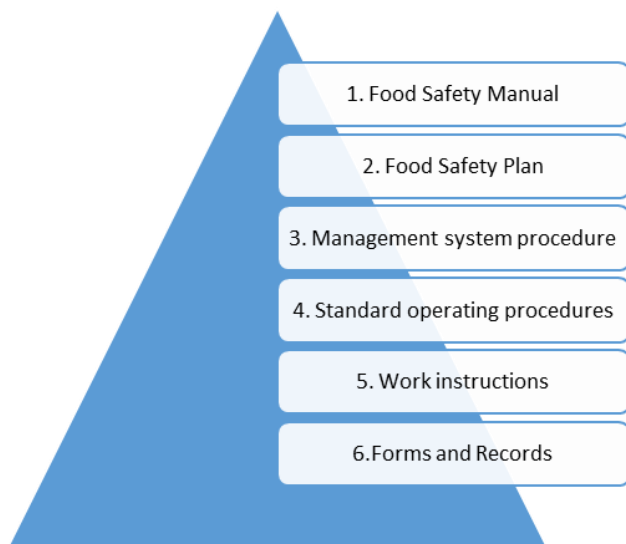 1. Food Safety Manual
2. Food Safety Plan
3. Management system procedure
4. Standard operating procedures
5. Work instructions
6.Forms and Records